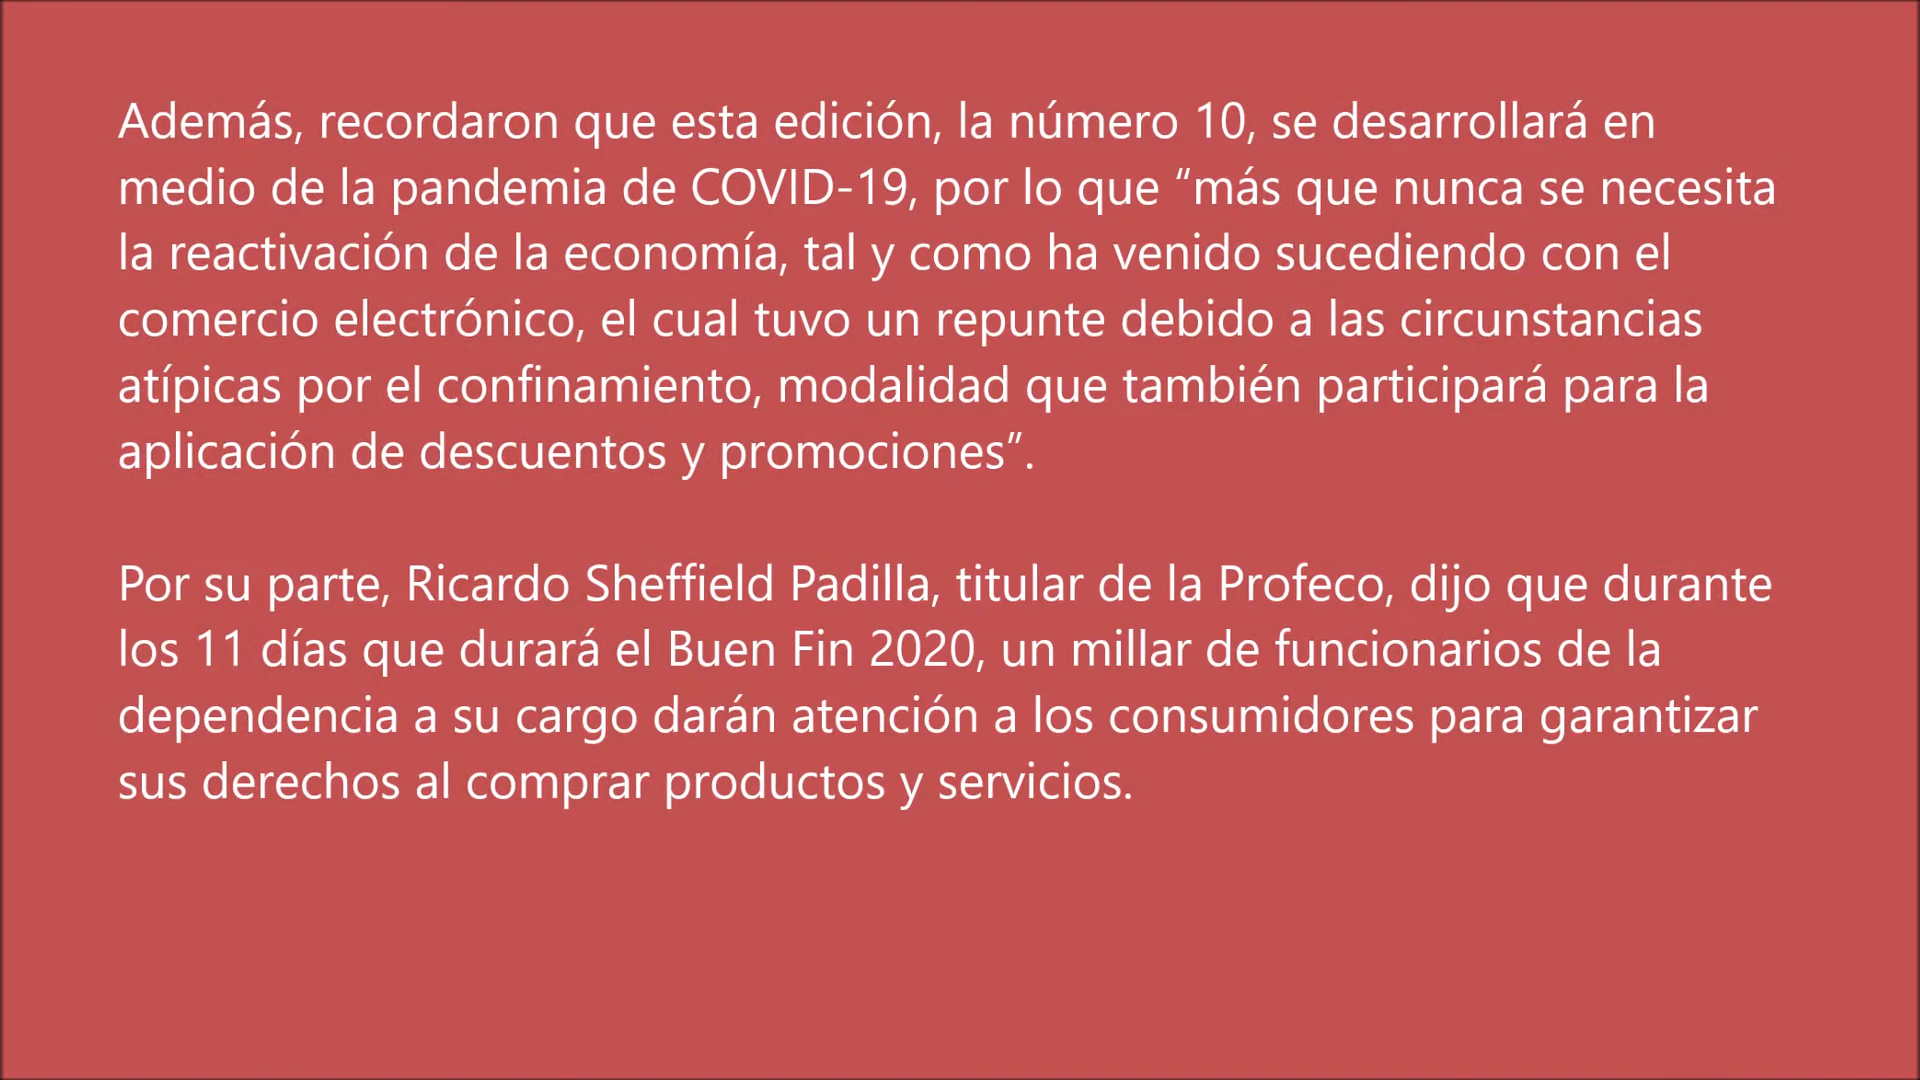 Además, recordaron que esta edición, la número 10, se desarrollará en
medio de la pandemia de COVID-19, por lo que “más que nunca se necesita
la reactivación de la economía, tal y como ha venido sucediendo con el
comercio electrónico, el cual tuvo un repunte debido a las circunstancias
atípicas por el confinamiento, modalidad que también participará para la
aplicación de descuentos y promociones”.
Por su parte, Ricardo Sheffield Padilla, titular de la Profeco, dijo que durante
los 11 días que durará el Buen Fin 2020, un millar de funcionarios de la
dependencia a su cargo darán atención a los consumidores para garantizar
sus derechos al comprar productos y servicios.